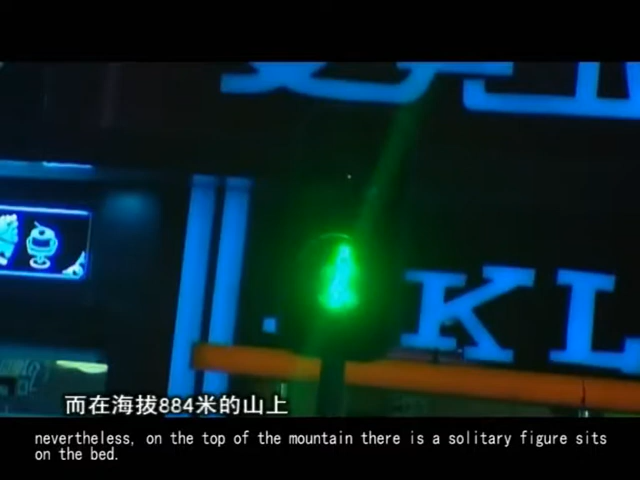 . KL
而在海拔884米的山上
nevertheless, on the top of the mountain there is a solitary figure sits
on the bed.